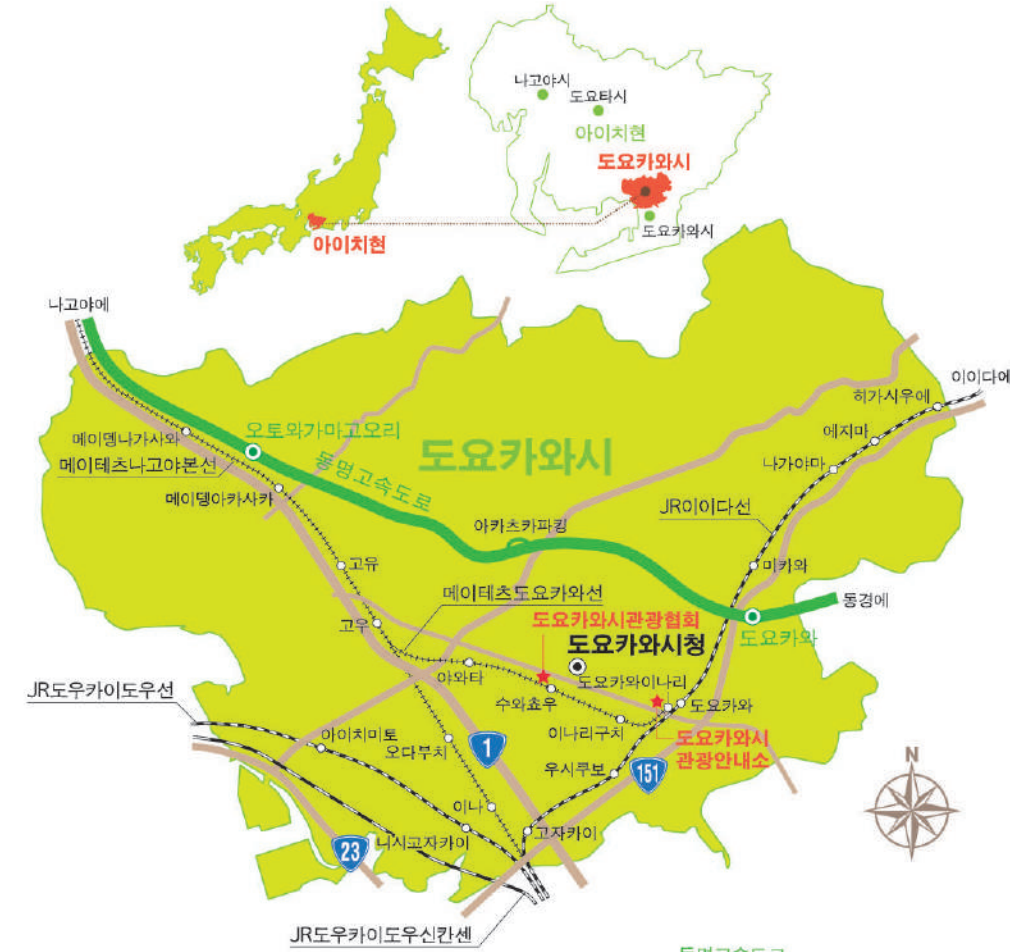 나고야시
도요타시
아이치현
도요카와시
도요카와시
아이치현
나고야에
이이다에
히가시우에
메이뎅나가사와
오토와가마고오리
에지마
도요카와시
메이테츠나고야본선
동명고속도로
나가야마
메이뎅아카사카
JR이이다선
아카츠카파킹
고유
미카와
메이테츠도요카와선
동경에
고우
도요카와시관광협회
도요카와시청
도요카와
야와타
도요카와이나리
JR도우카이도우선
수와쵸우
도요카와
아이치미토
이나리구치
도요카와시
관광안내소
오다부치
1
우시쿠보
151
이나
N
고자카이
니시고자카이
23
JR도우카이도우신칸센